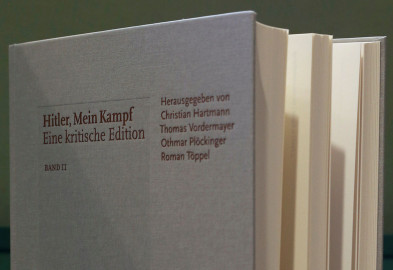 Hitler, Mein Kampf
Eine kritische Edition
BAND II
Herausgegeben von
Christian Hartmann
Thomas Vordermayer
Othmar Plöckinger
Roman Töppel